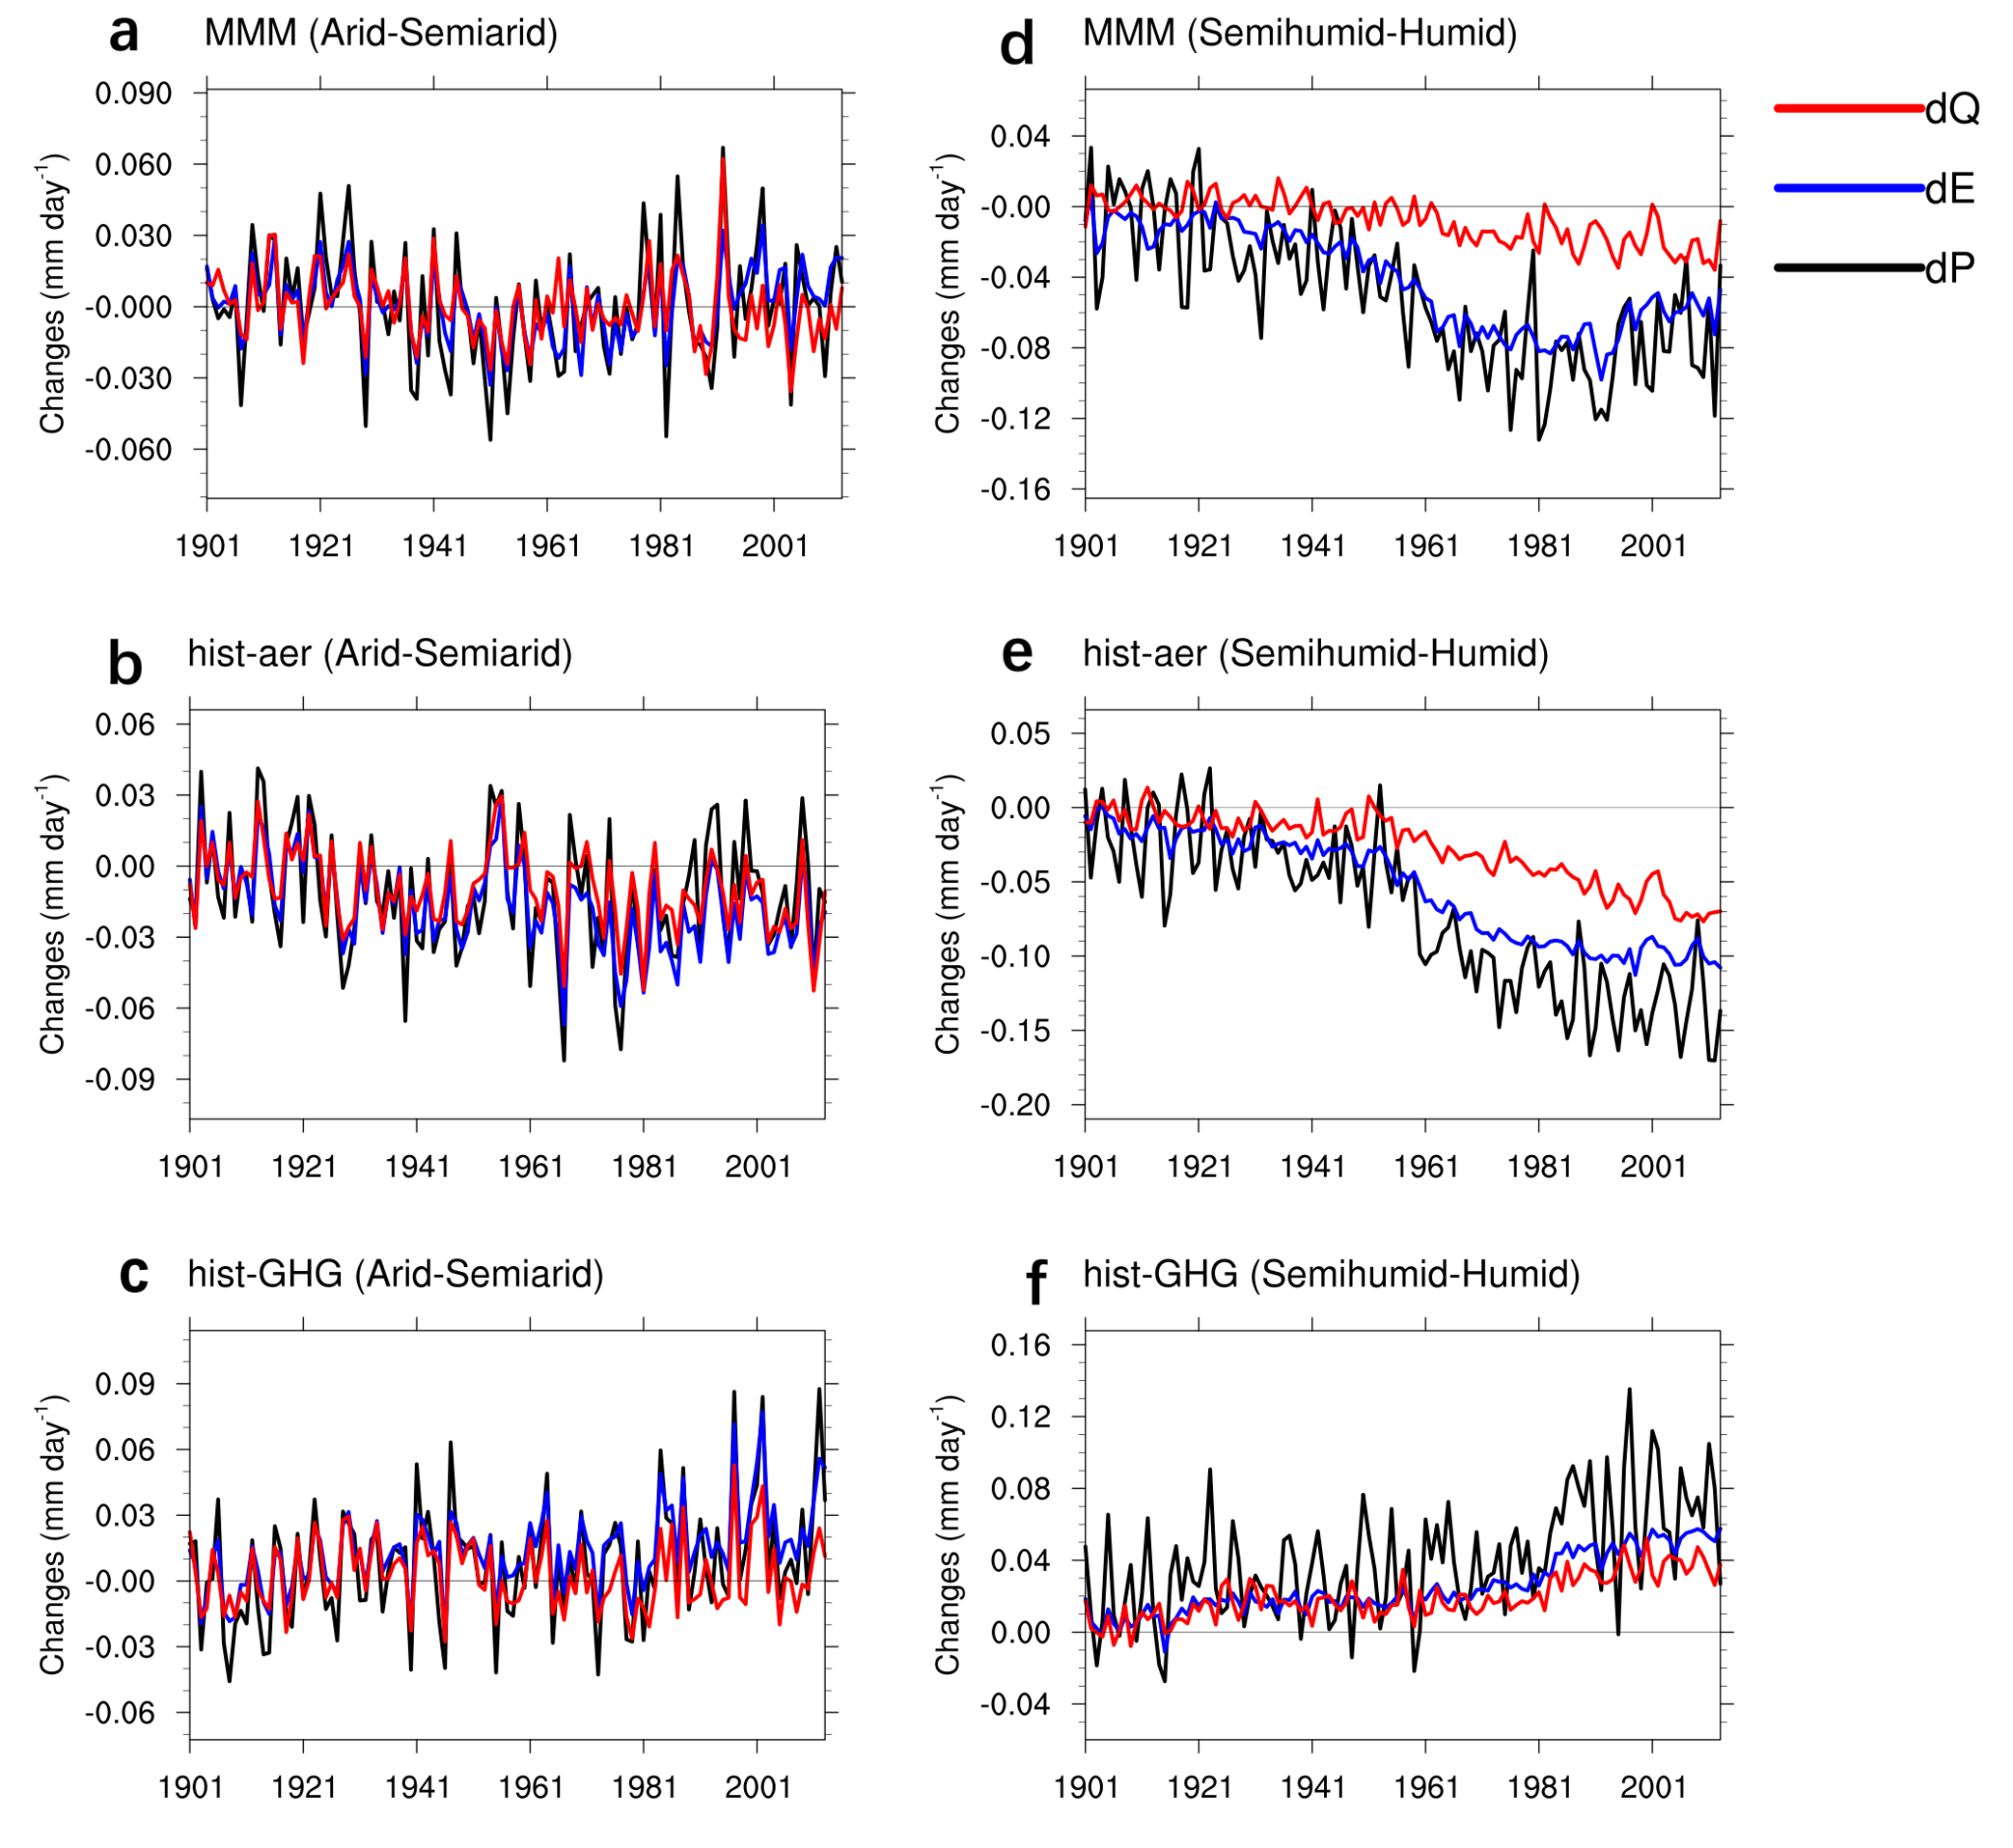 a MMM (Arid-Semiarid)
Changes (mm day-1)
0.090
0.060
0.030
-0.000
-0.030
-0.060
1901 1921 1941 1961 1981 2001
d MMM (Semihumid-Humid)
Changes (mm day-1)
0.04
-0.00
-0.04
-0.08
-0.12
-0.16
1901 1921 1941 1961 1981 2001
dQ
dE
dP
b hist-aer (Arid-Semiarid)
Changes (mm day-1)
0.06
0.03
0.00
-0.03
-0.06
-0.09
1901 1921 1941 1961 1981 2001
e hist-aer (Semihumid-Humid)
Changes (mm day-1)
0.05
0.00
-0.05
-0.10
-0.15
-0.20
1901 1921 1941 1961 1981 2001
c hist-GHG (Arid-Semiarid)
Changes (mm day-1)
0.09
0.06
0.03
-0.00
-0.03
-0.06
1901 1921 1941 1961 1981 2001
f hist-GHG (Semihumid-Humid)
Changes (mm day-1)
0.16
0.12
0.08
0.04
0.00
-0.04
1901 1921 1941 1961 1981 2001